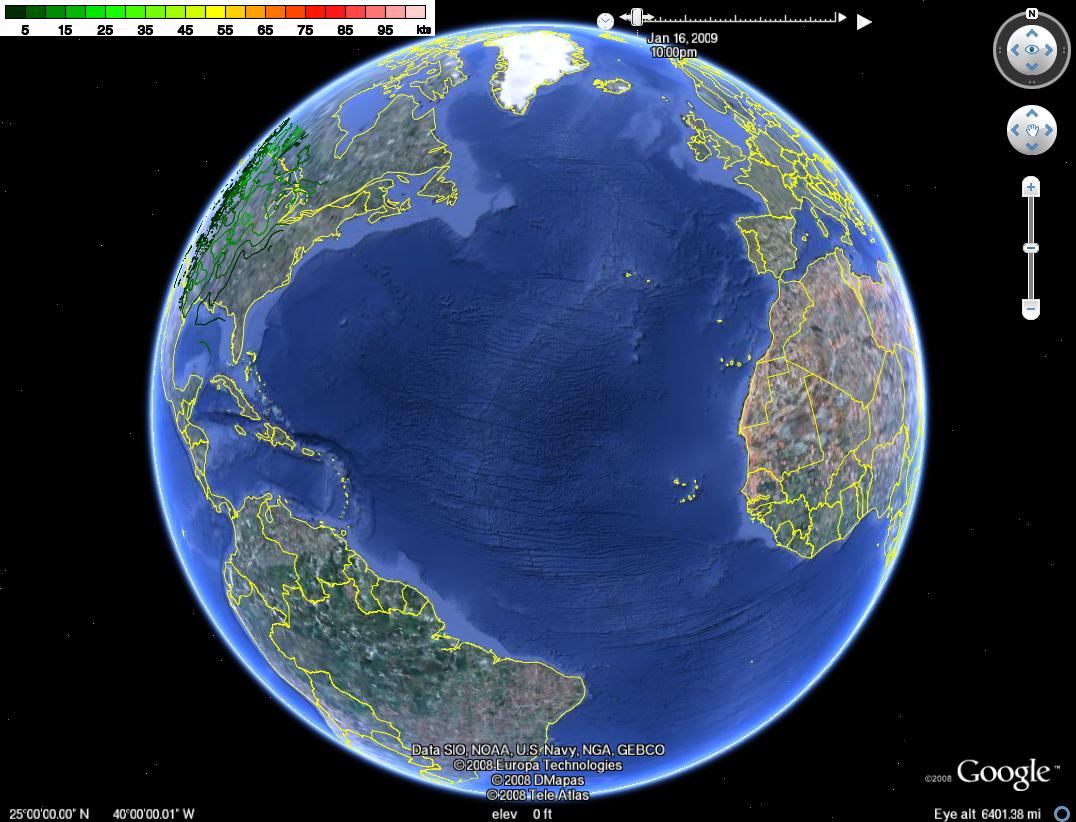 5 15 25 35 45 55 65 75 85 95 kts
Jan 16, 2009
10:00pm
N
Data SIO, NOAA, U.S. Navy, NGA, GEBCO
©2008 Europa Technologies
© 2008 DMapas
© 2008 Tele Atlas
©2008 Google™
25°00'00.00" N 40°00'00.01" W elev 0 ft Eye alt 6401.38 mi